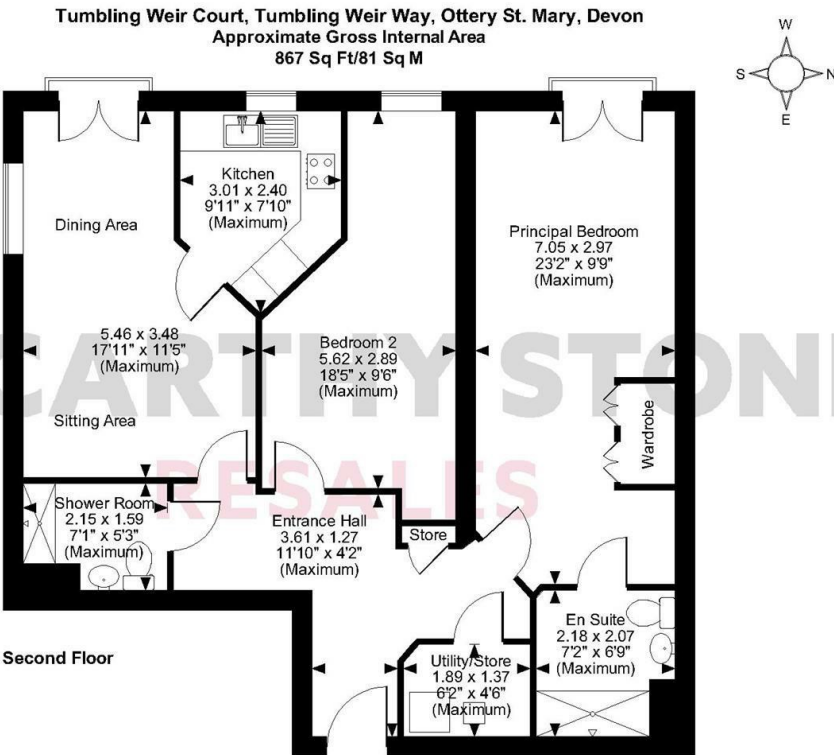 Tumbling Weir Court, Tumbling Weir Way, Ottery St. Mary, Devon
Approximate Gross Internal Area
867 Sq Ft/81 Sq M
W
S
N
E
Kitchen
3.01 x 2.40
9'11" x 7'10"
(Maximum)
Dining Area
Principal Bedroom
7.05 x 2.97
23'2" x 9'9"
(Maximum)
5.46 x 3.48
17'11" x 11'5"
(Maximum)
Bedroom 2
5.62 x 2.89
18'5" x 9'6"
(Maximum)
CARTHY STONE
Sitting Area
Wardrobe
RESALES
Shower Room
2.15 x 1.59
7'1" x 5'3"
(Maximum)
Entrance Hall
3.61 x 1.27
11'10" x 4'2"
(Maximum)
Store
En Suite
2.18 x 2.07
7'2" x 6'9"
(Maximum)
Second Floor
Utility/Store
1.89 x 1.37
6'2" x 4'6"
(Maximum)